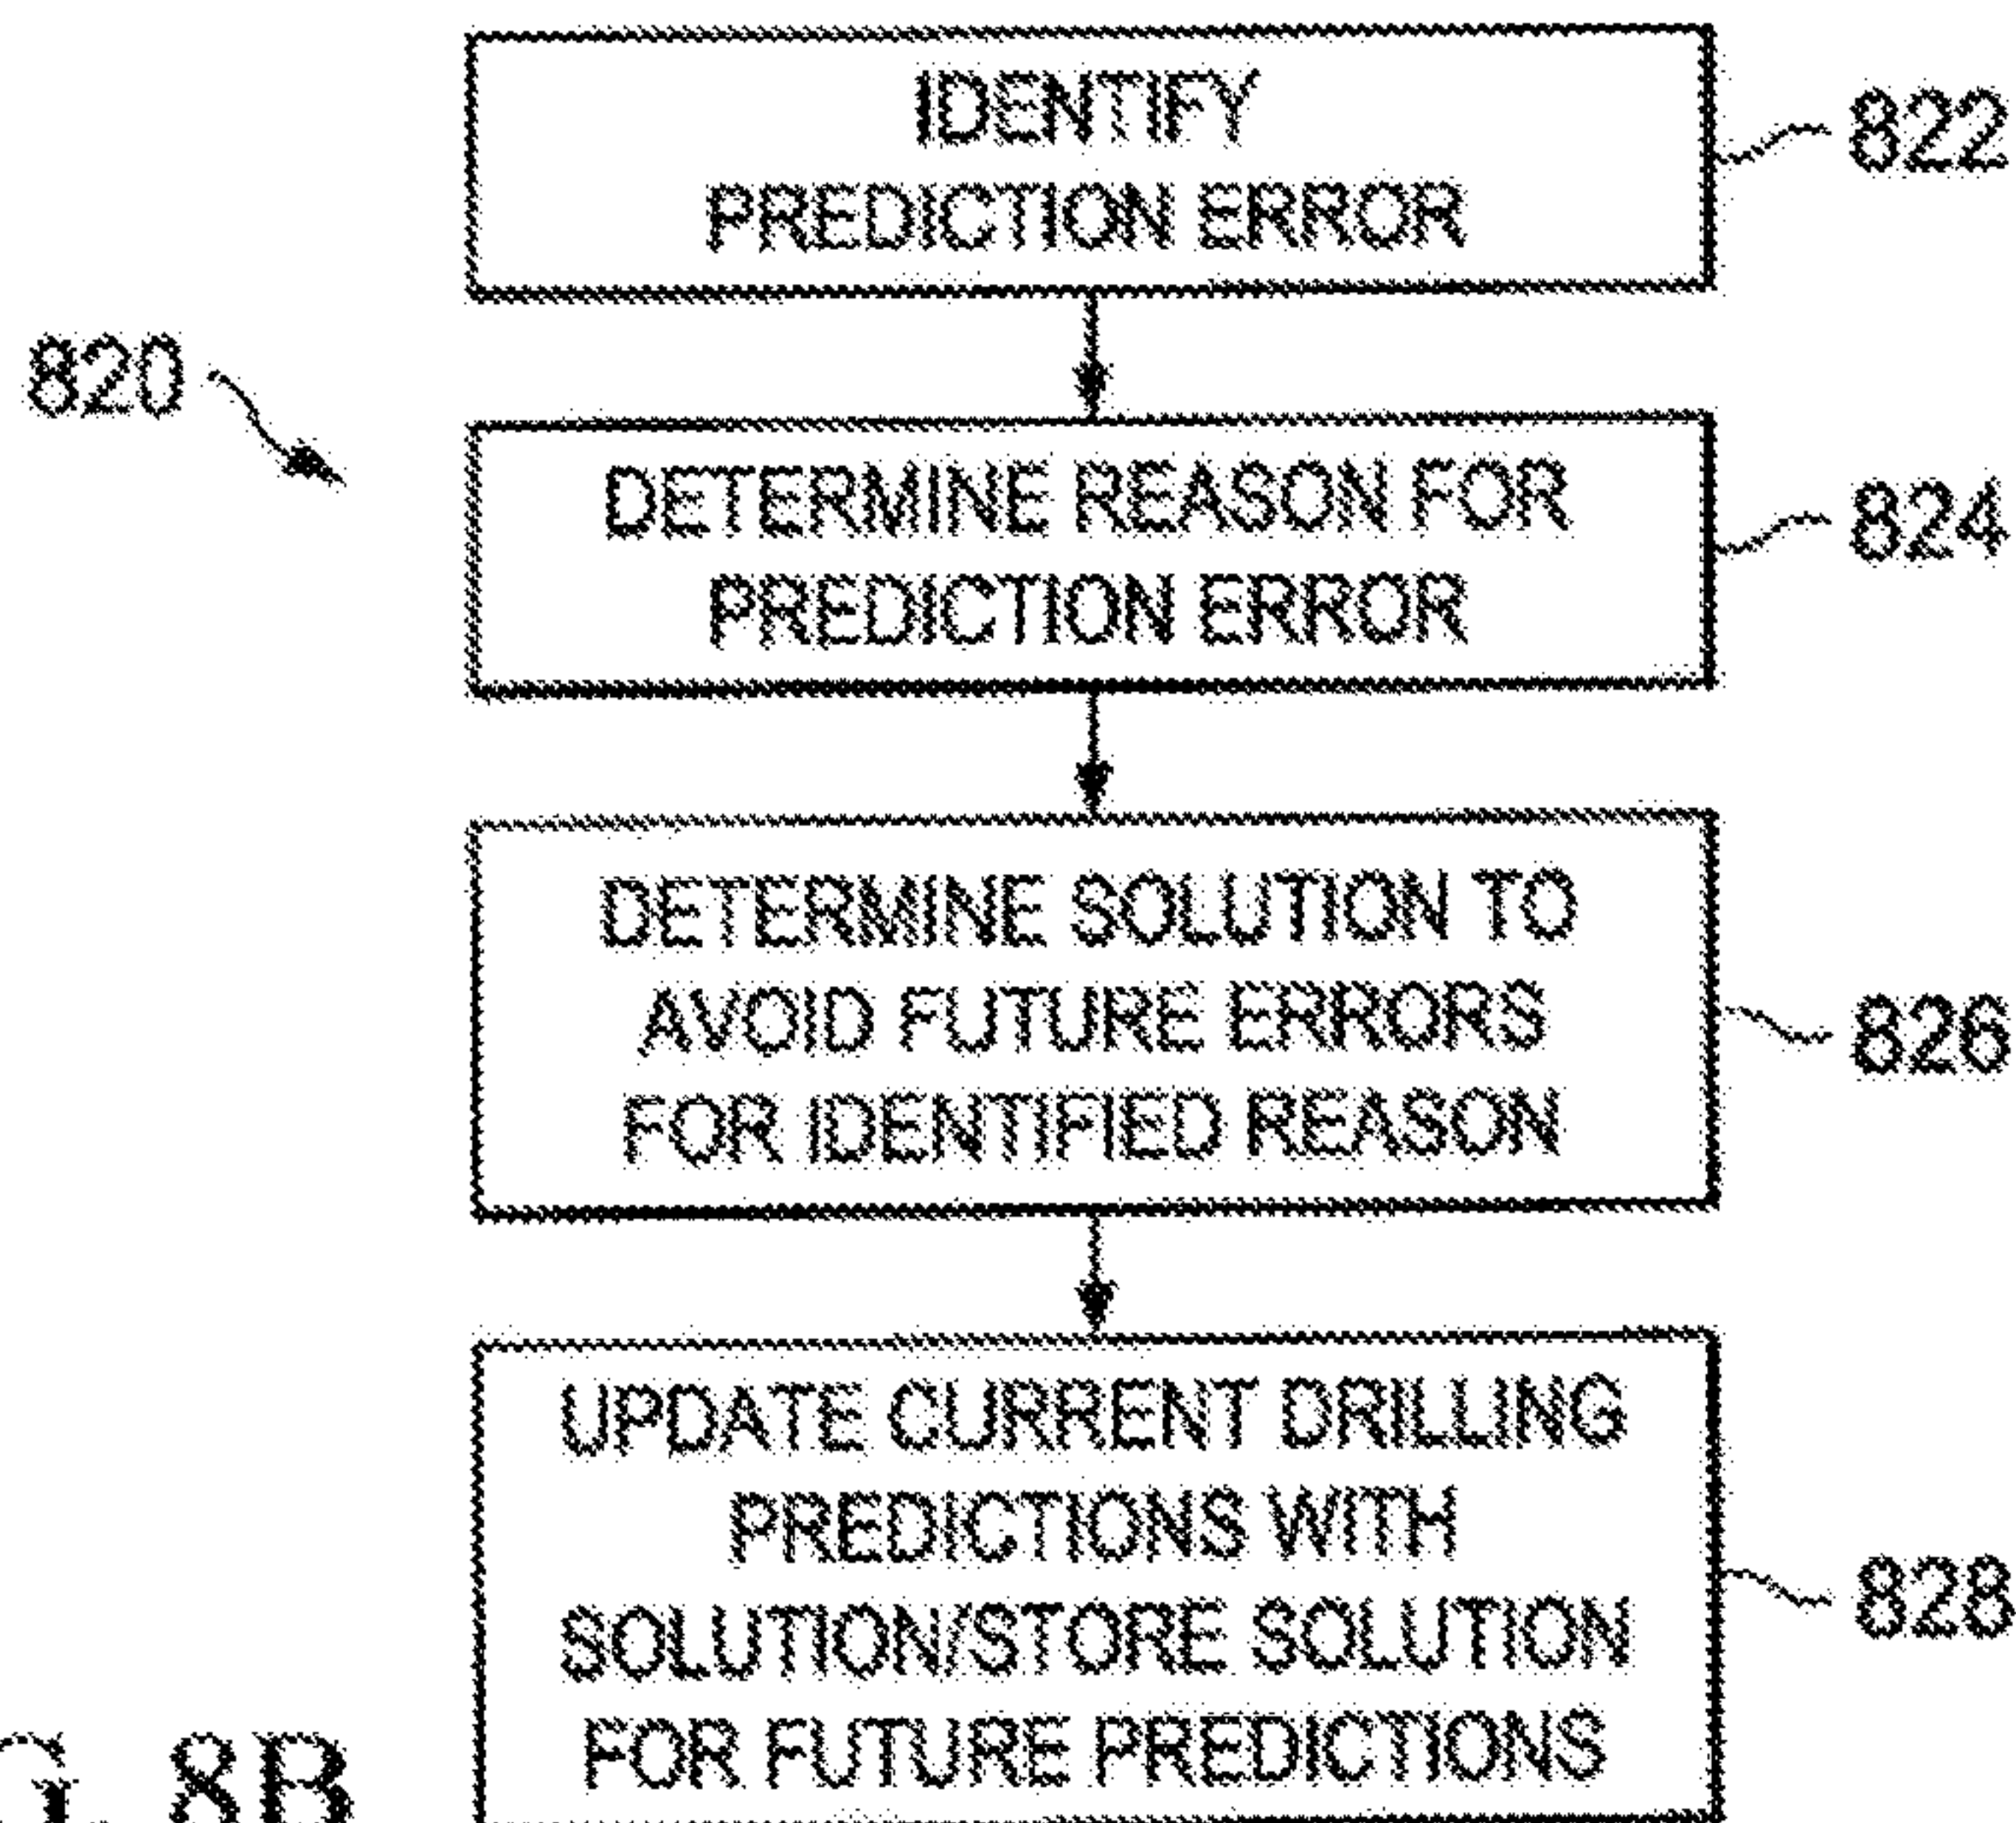 IDENTIFY
PREDICTION ERROR
822
820
DETERMINE REASON FOR
PREDICTION ERROR
824
DETERMINE SOLUTION TO
AVOID FUTURE ERRORS
FOR IDENTIFIED REASON
826
UPDATE CURRENT DRILLING
PREDICTIONS WITH
SOLUTION/STORE SOLUTION
FOR FUTURE PREDICTIONS
828
G. 8B